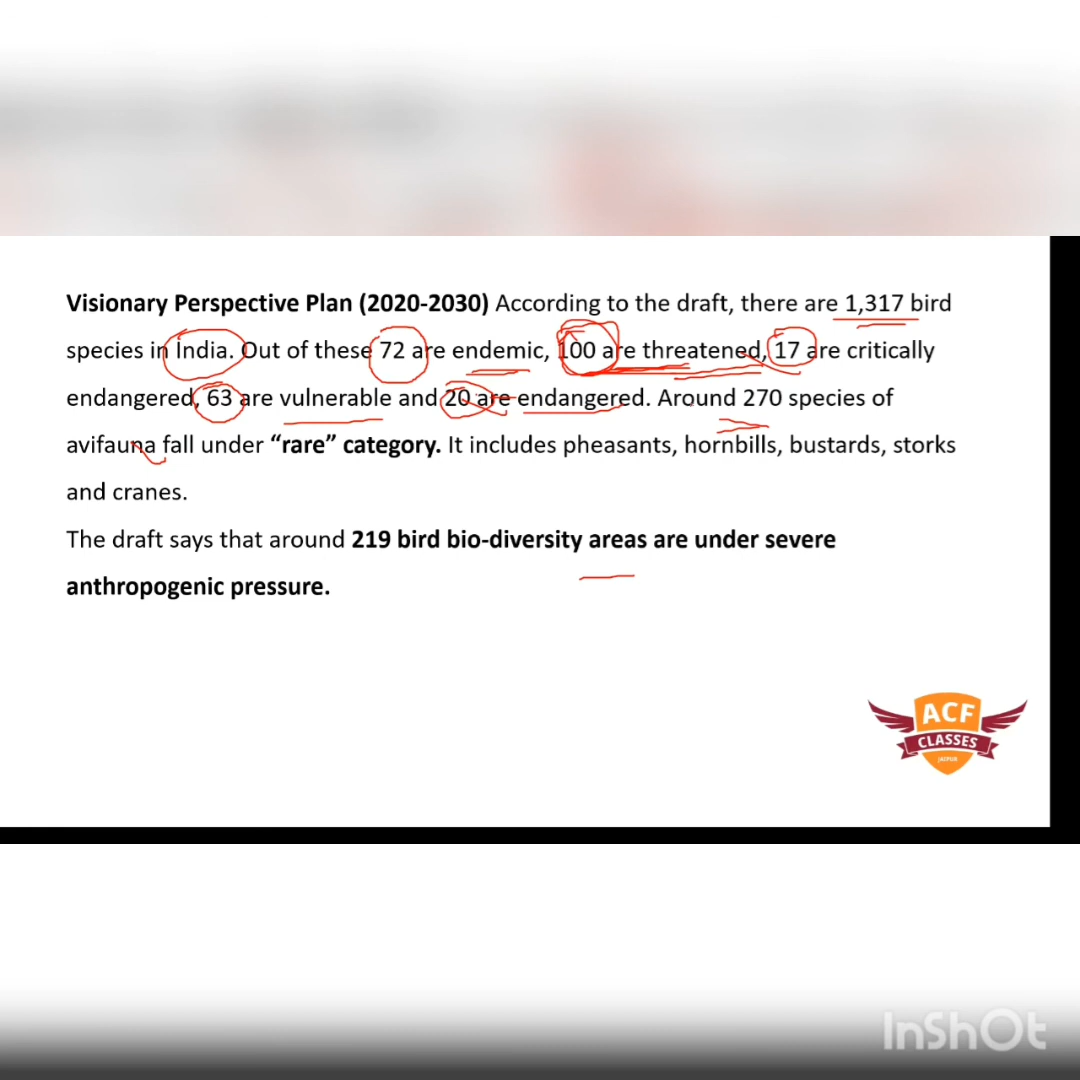 Visionary Perspective Plan (2020-2030) According to the draft, there are 1,317 bird
species in India. Out of these 72 are endemic, 100 are threatened, 17 are critically
endangered, 63 are vulnerable and 20 are endangered. Around 270 species of
avifauna fall under “rare” category. It includes pheasants, hornbills, bustards, storks
and cranes.
The draft says that around 219 bird bio-diversity areas are under severe
anthropogenic pressure.
ACF
CLASSES
JAIPUR
InShOt